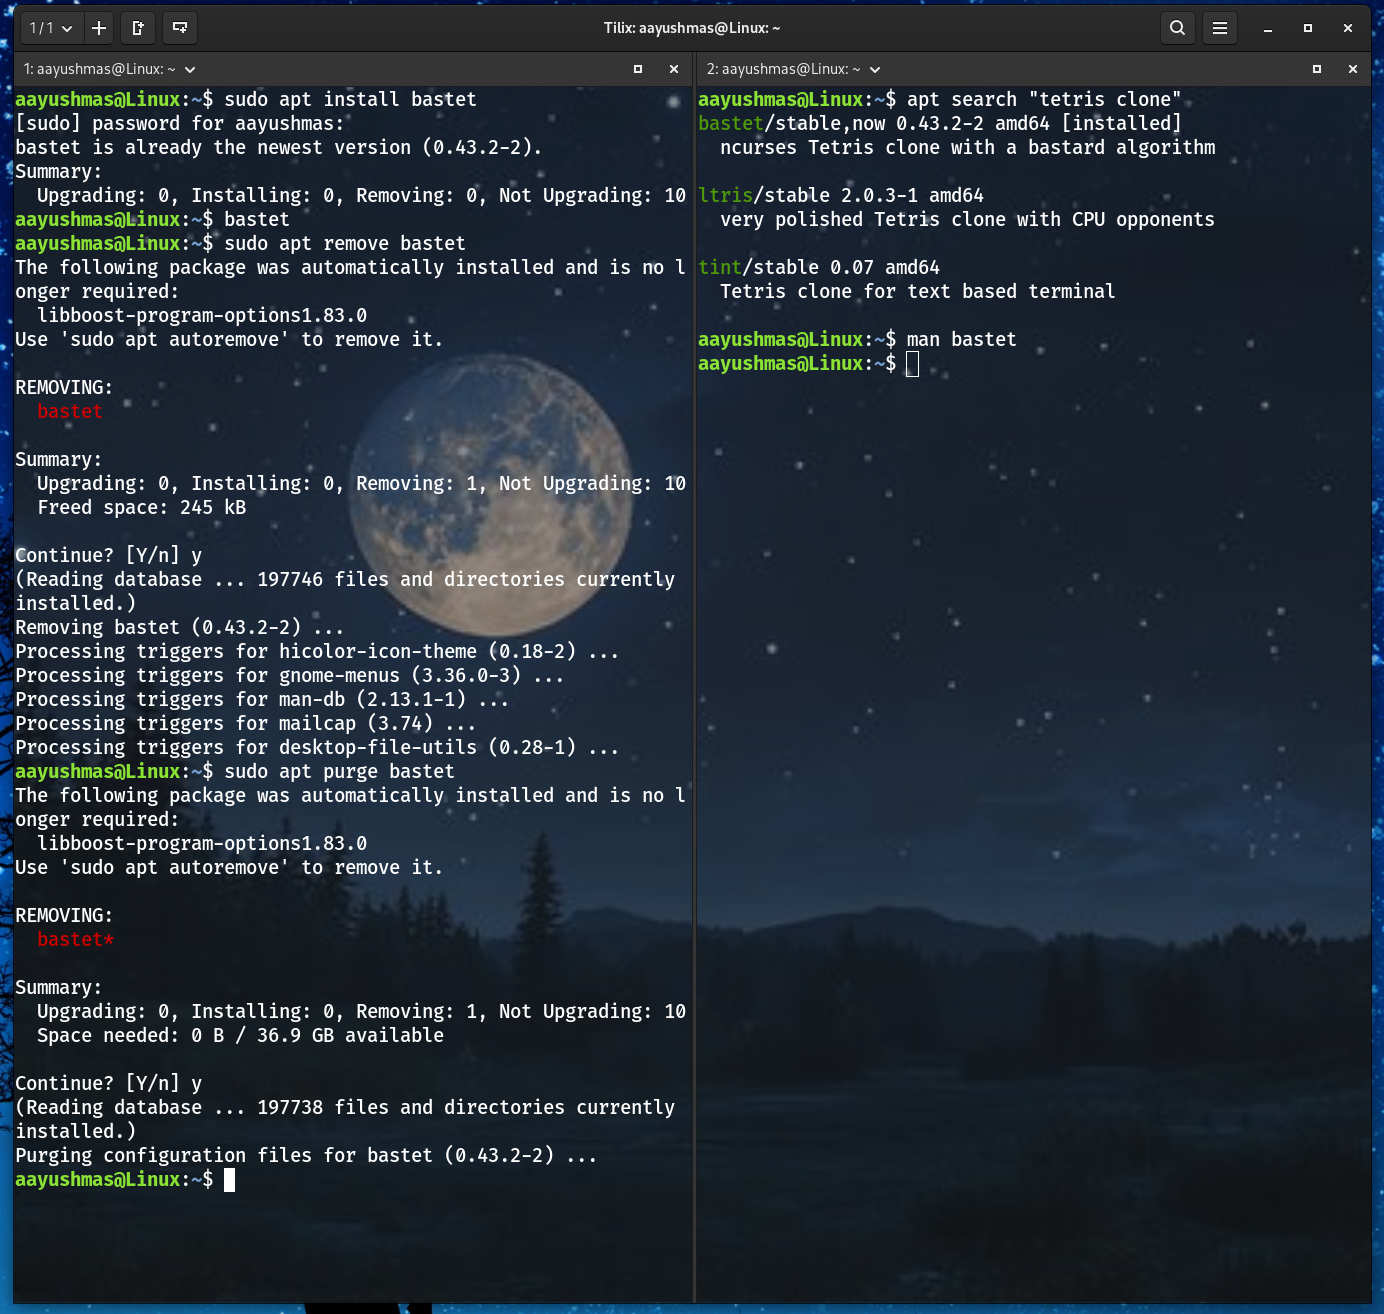 1 / 1
Tilix: aayushmas@Linux: ~
1: aayushmas@Linux: ~
aayushmas@Linux:~$ sudo apt install bastet
[sudo] password for aayushmas:
bastet is already the newest version (0.43.2-2).
Summary:
  Upgrading: 0, Installing: 0, Removing: 0, Not Upgrading: 10
aayushmas@Linux:~$ bastet
aayushmas@Linux:~$ sudo apt remove bastet
The following package was automatically installed and is no l
onger required:
  libboost-program-options1.83.0
Use 'sudo apt autoremove' to remove it.

REMOVING:
  bastet

Summary:
  Upgrading: 0, Installing: 0, Removing: 1, Not Upgrading: 10
  Freed space: 245 kB

Continue? [Y/n] y
(Reading database ... 197746 files and directories currently
installed.)
Removing bastet (0.43.2-2) ...
Processing triggers for hicolor-icon-theme (0.18-2) ...
Processing triggers for gnome-menus (3.36.0-3) ...
Processing triggers for man-db (2.13.1-1) ...
Processing triggers for mailcap (3.74) ...
Processing triggers for desktop-file-utils (0.28-1) ...
aayushmas@Linux:~$ sudo apt purge bastet
The following package was automatically installed and is no l
onger required:
  libboost-program-options1.83.0
Use 'sudo apt autoremove' to remove it.

REMOVING:
  bastet*

Summary:
  Upgrading: 0, Installing: 0, Removing: 1, Not Upgrading: 10
  Space needed: 0 B / 36.9 GB available

Continue? [Y/n] y
(Reading database ... 197738 files and directories currently
installed.)
Purging configuration files for bastet (0.43.2-2) ...
aayushmas@Linux:~$
2: aayushmas@Linux: ~
aayushmas@Linux:~$ apt search "tetris clone"
bastet/stable,now 0.43.2-2 amd64 [installed]
  ncurses Tetris clone with a bastard algorithm

ltris/stable 2.0.3-1 amd64
  very polished Tetris clone with CPU opponents

tint/stable 0.07 amd64
  Tetris clone for text based terminal

aayushmas@Linux:~$ man bastet
aayushmas@Linux:~$